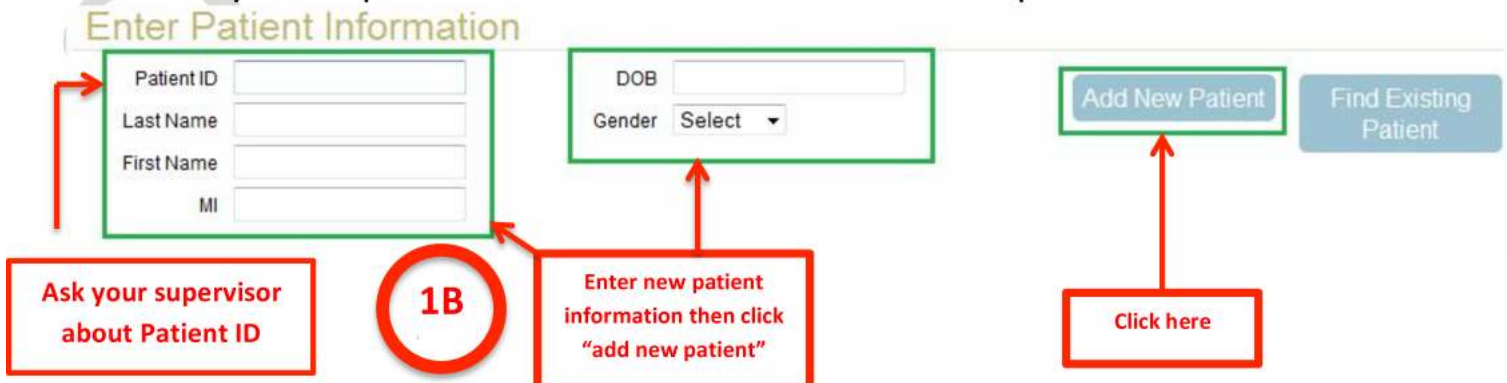 Enter Patient Information
Patient ID
Last Name
First Name
MI
DOB
Gender Select
Add New Patient
Find Existing
Patient
Ask your supervisor
about Patient ID
1B
Enter new patient
information then click
“add new patient”
Click here